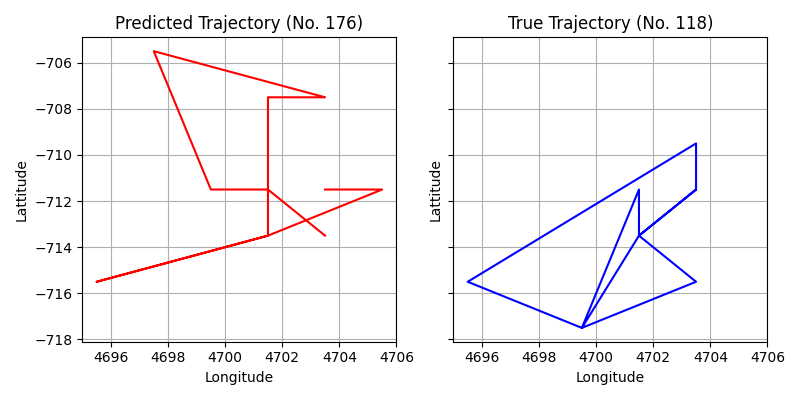 Predicted Trajectory (No. 176)
Lattitude
−706
−708
−710
−712
−714
−716
−718
4696 4698 4700 4702 4704 4706
Longitude
True Trajectory (No. 118)
Lattitude
4696 4698 4700 4702 4704 4706
Longitude